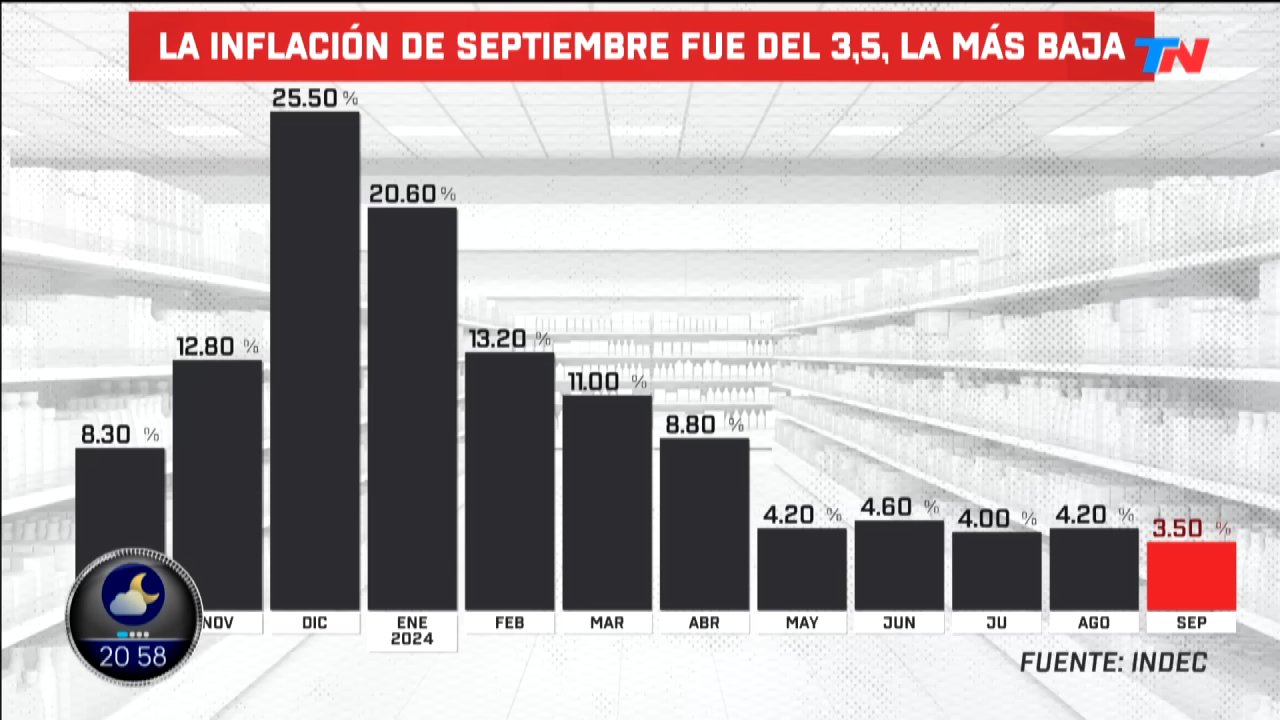 LA INFLACIÓN DE SEPTIEMBRE FUE DEL 3,5, LA MÁS BAJA
TN
25.50 %
20.60 %
12.80 %
13.20 %
11.00 %
8.80 %
8.30 %
4.20 %
4.60 %
4.00 %
4.20 %
3.50 %
NOV
DIC
ENE
2024
FEB
MAR
ABR
MAY
JUN
JU
AGO
SEP
20 58
FUENTE: INDEC